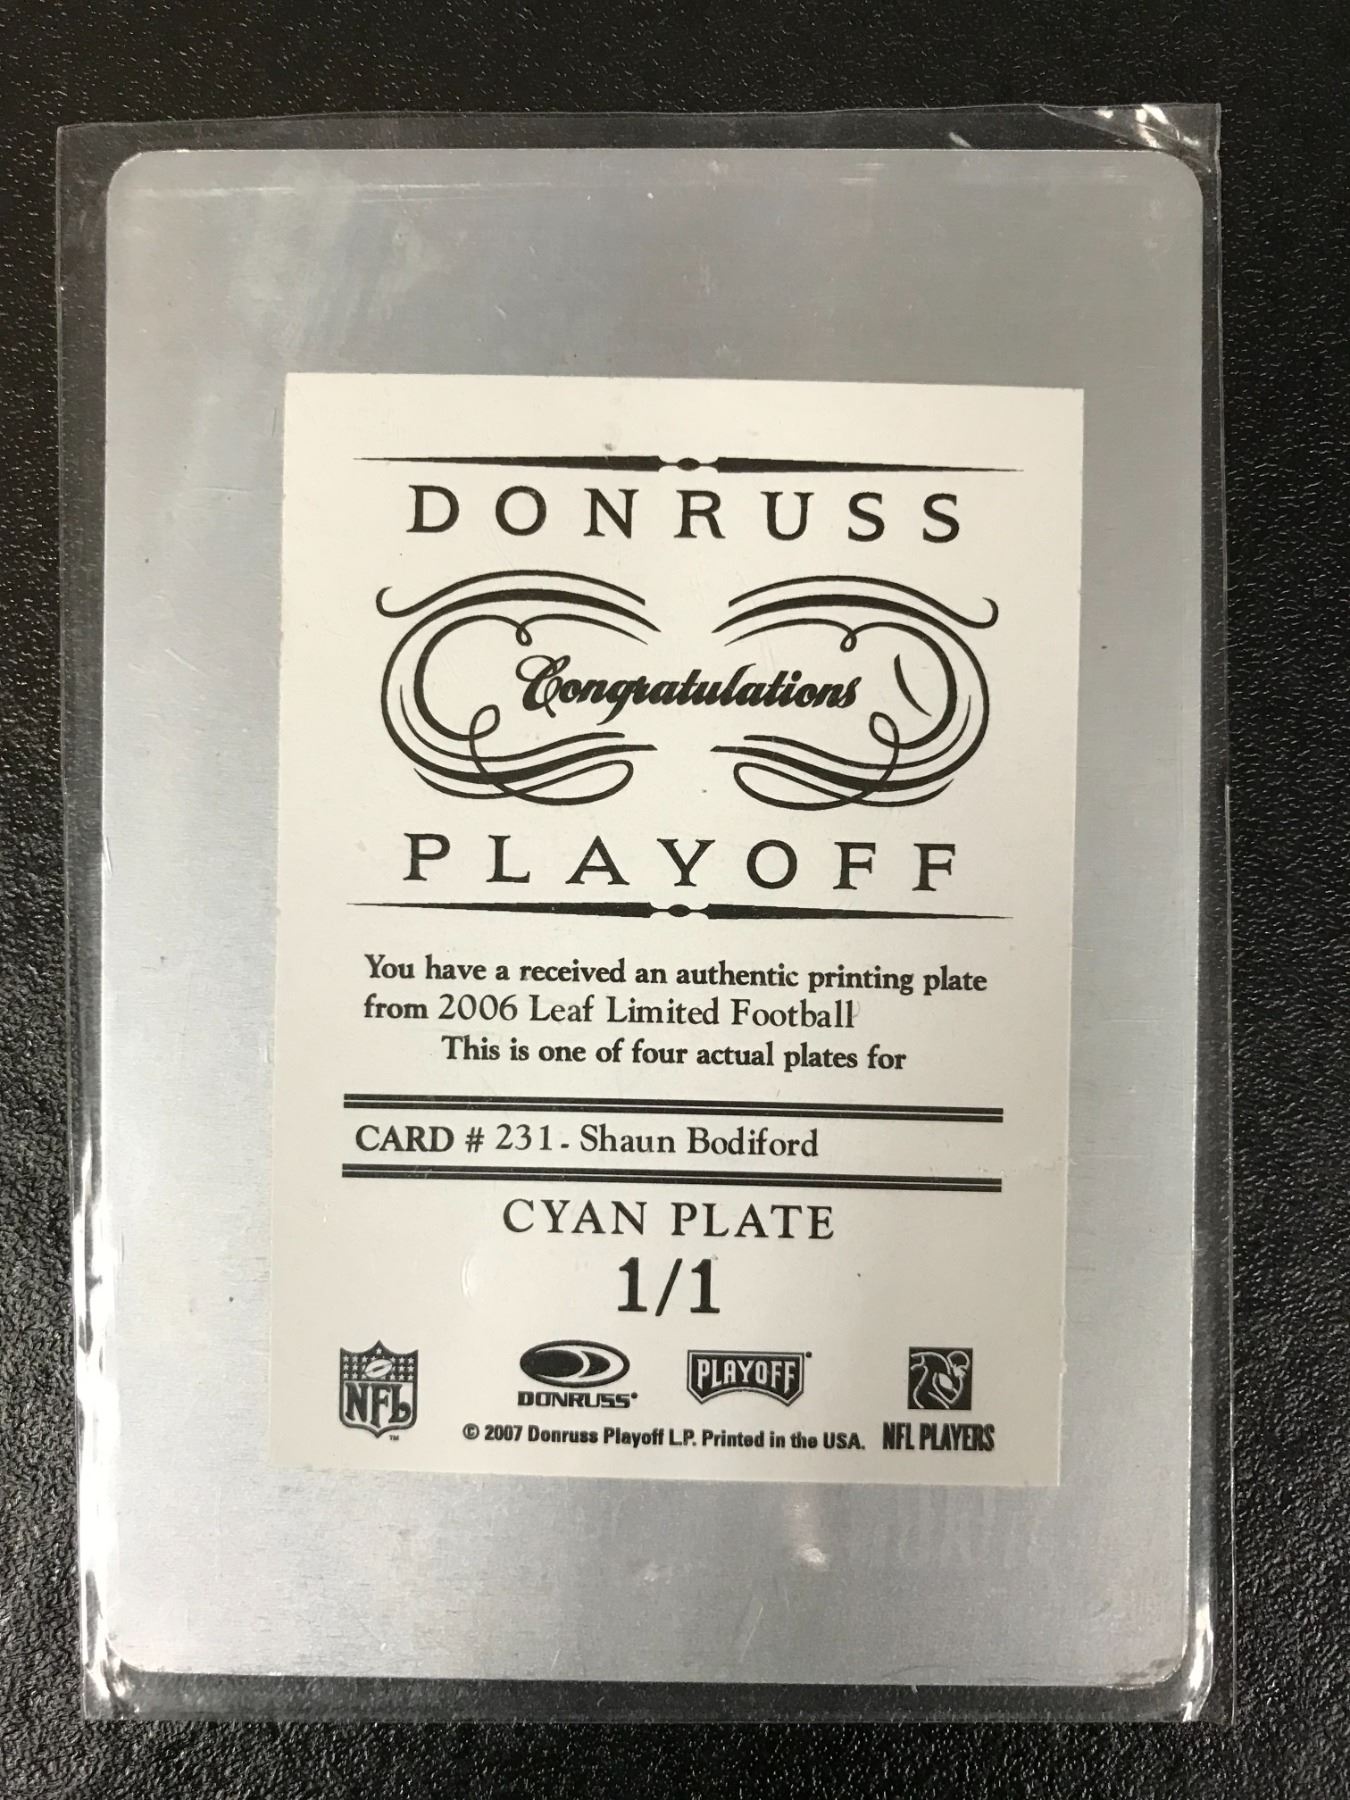 DONRUSS
Congratulations
PLAYOFF
You have a received an authentic printing plate
from 2006 Leaf Limited Football
This is one of four actual plates for
CARD # 231 - Shaun Bodiford
CYAN PLATE
1/1
NFL
TM
DONRUSS
PLAYOFF
© 2007 Donruss Playoff L.P. Printed in the USA.
NFL PLAYERS